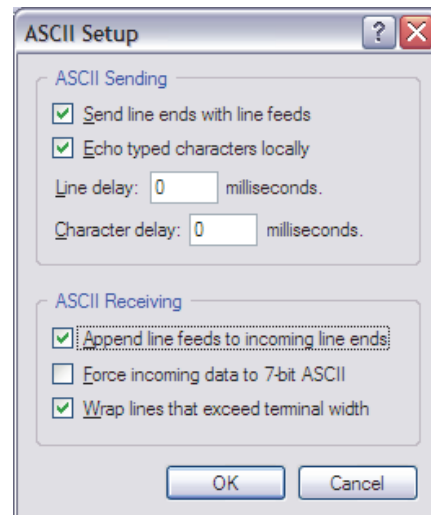 ASCII Setup
ASCII Sending
Send line ends with line feeds
Echo typed characters locally
Line delay: 0 milliseconds.
Character delay: 0 milliseconds.
ASCII Receiving
Append line feeds to incoming line ends
Force incoming data to 7-bit ASCII
Wrap lines that exceed terminal width
OK Cancel